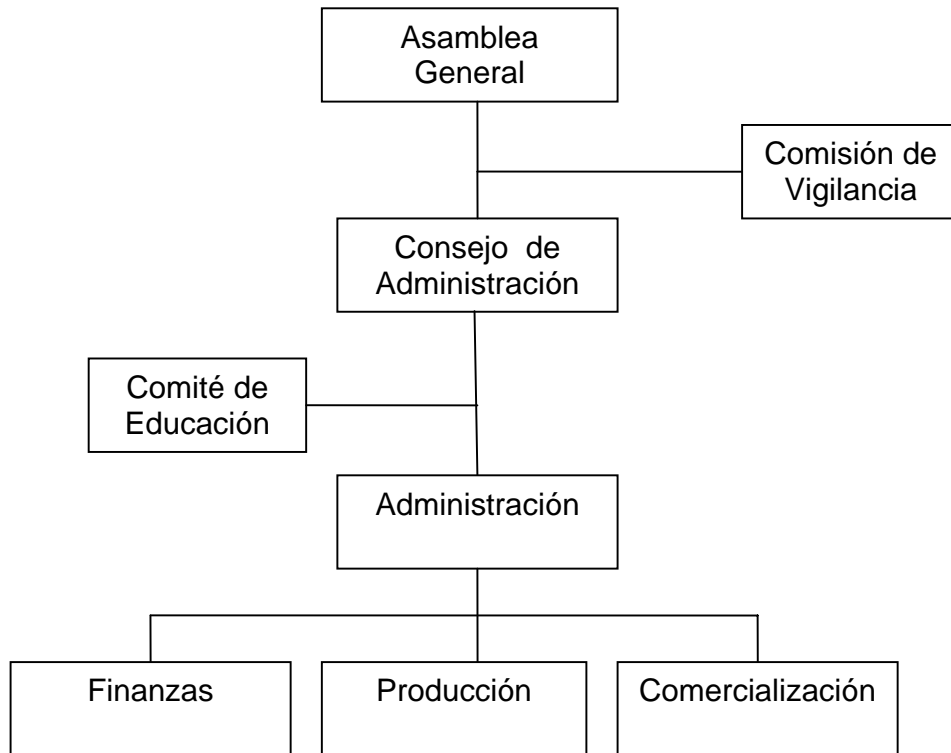 Asamblea
General
Comisión de
Vigilancia
Consejo de
Administración
Comité de
Educación
Administración
Finanzas
Producción
Comercialización